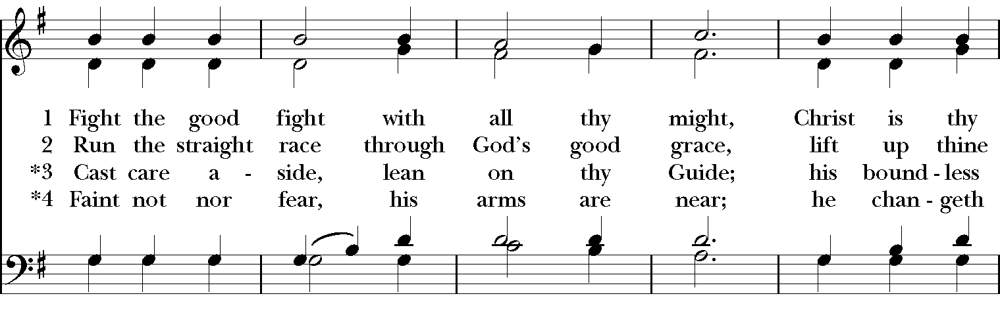 1 Fight the good fight with all thy might, Christ is thy
2 Run the straight race through God's good grace, lift up thine
*3 Cast care a - side, lean on thy Guide; his bound - less
*4 Faint not nor fear, his arms are near; he chan - geth